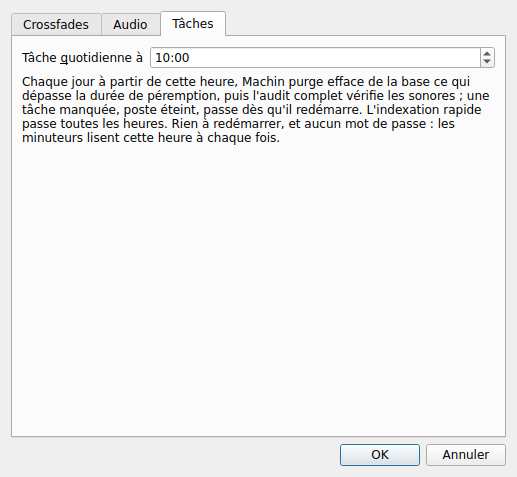 Crossfades Audio Tâches
Tâche quotidienne à 10:00
Chaque jour à partir de cette heure, Machin purge efface de la base ce qui
dépasse la durée de péremption, puis l'audit complet vérifie les sonores ; une
tâche manquée, poste éteint, passe dès qu'il redémarre. L'indexation rapide
passe toutes les heures. Rien à redémarrer, et aucun mot de passe : les
minuteurs lisent cette heure à chaque fois.
OK Annuler